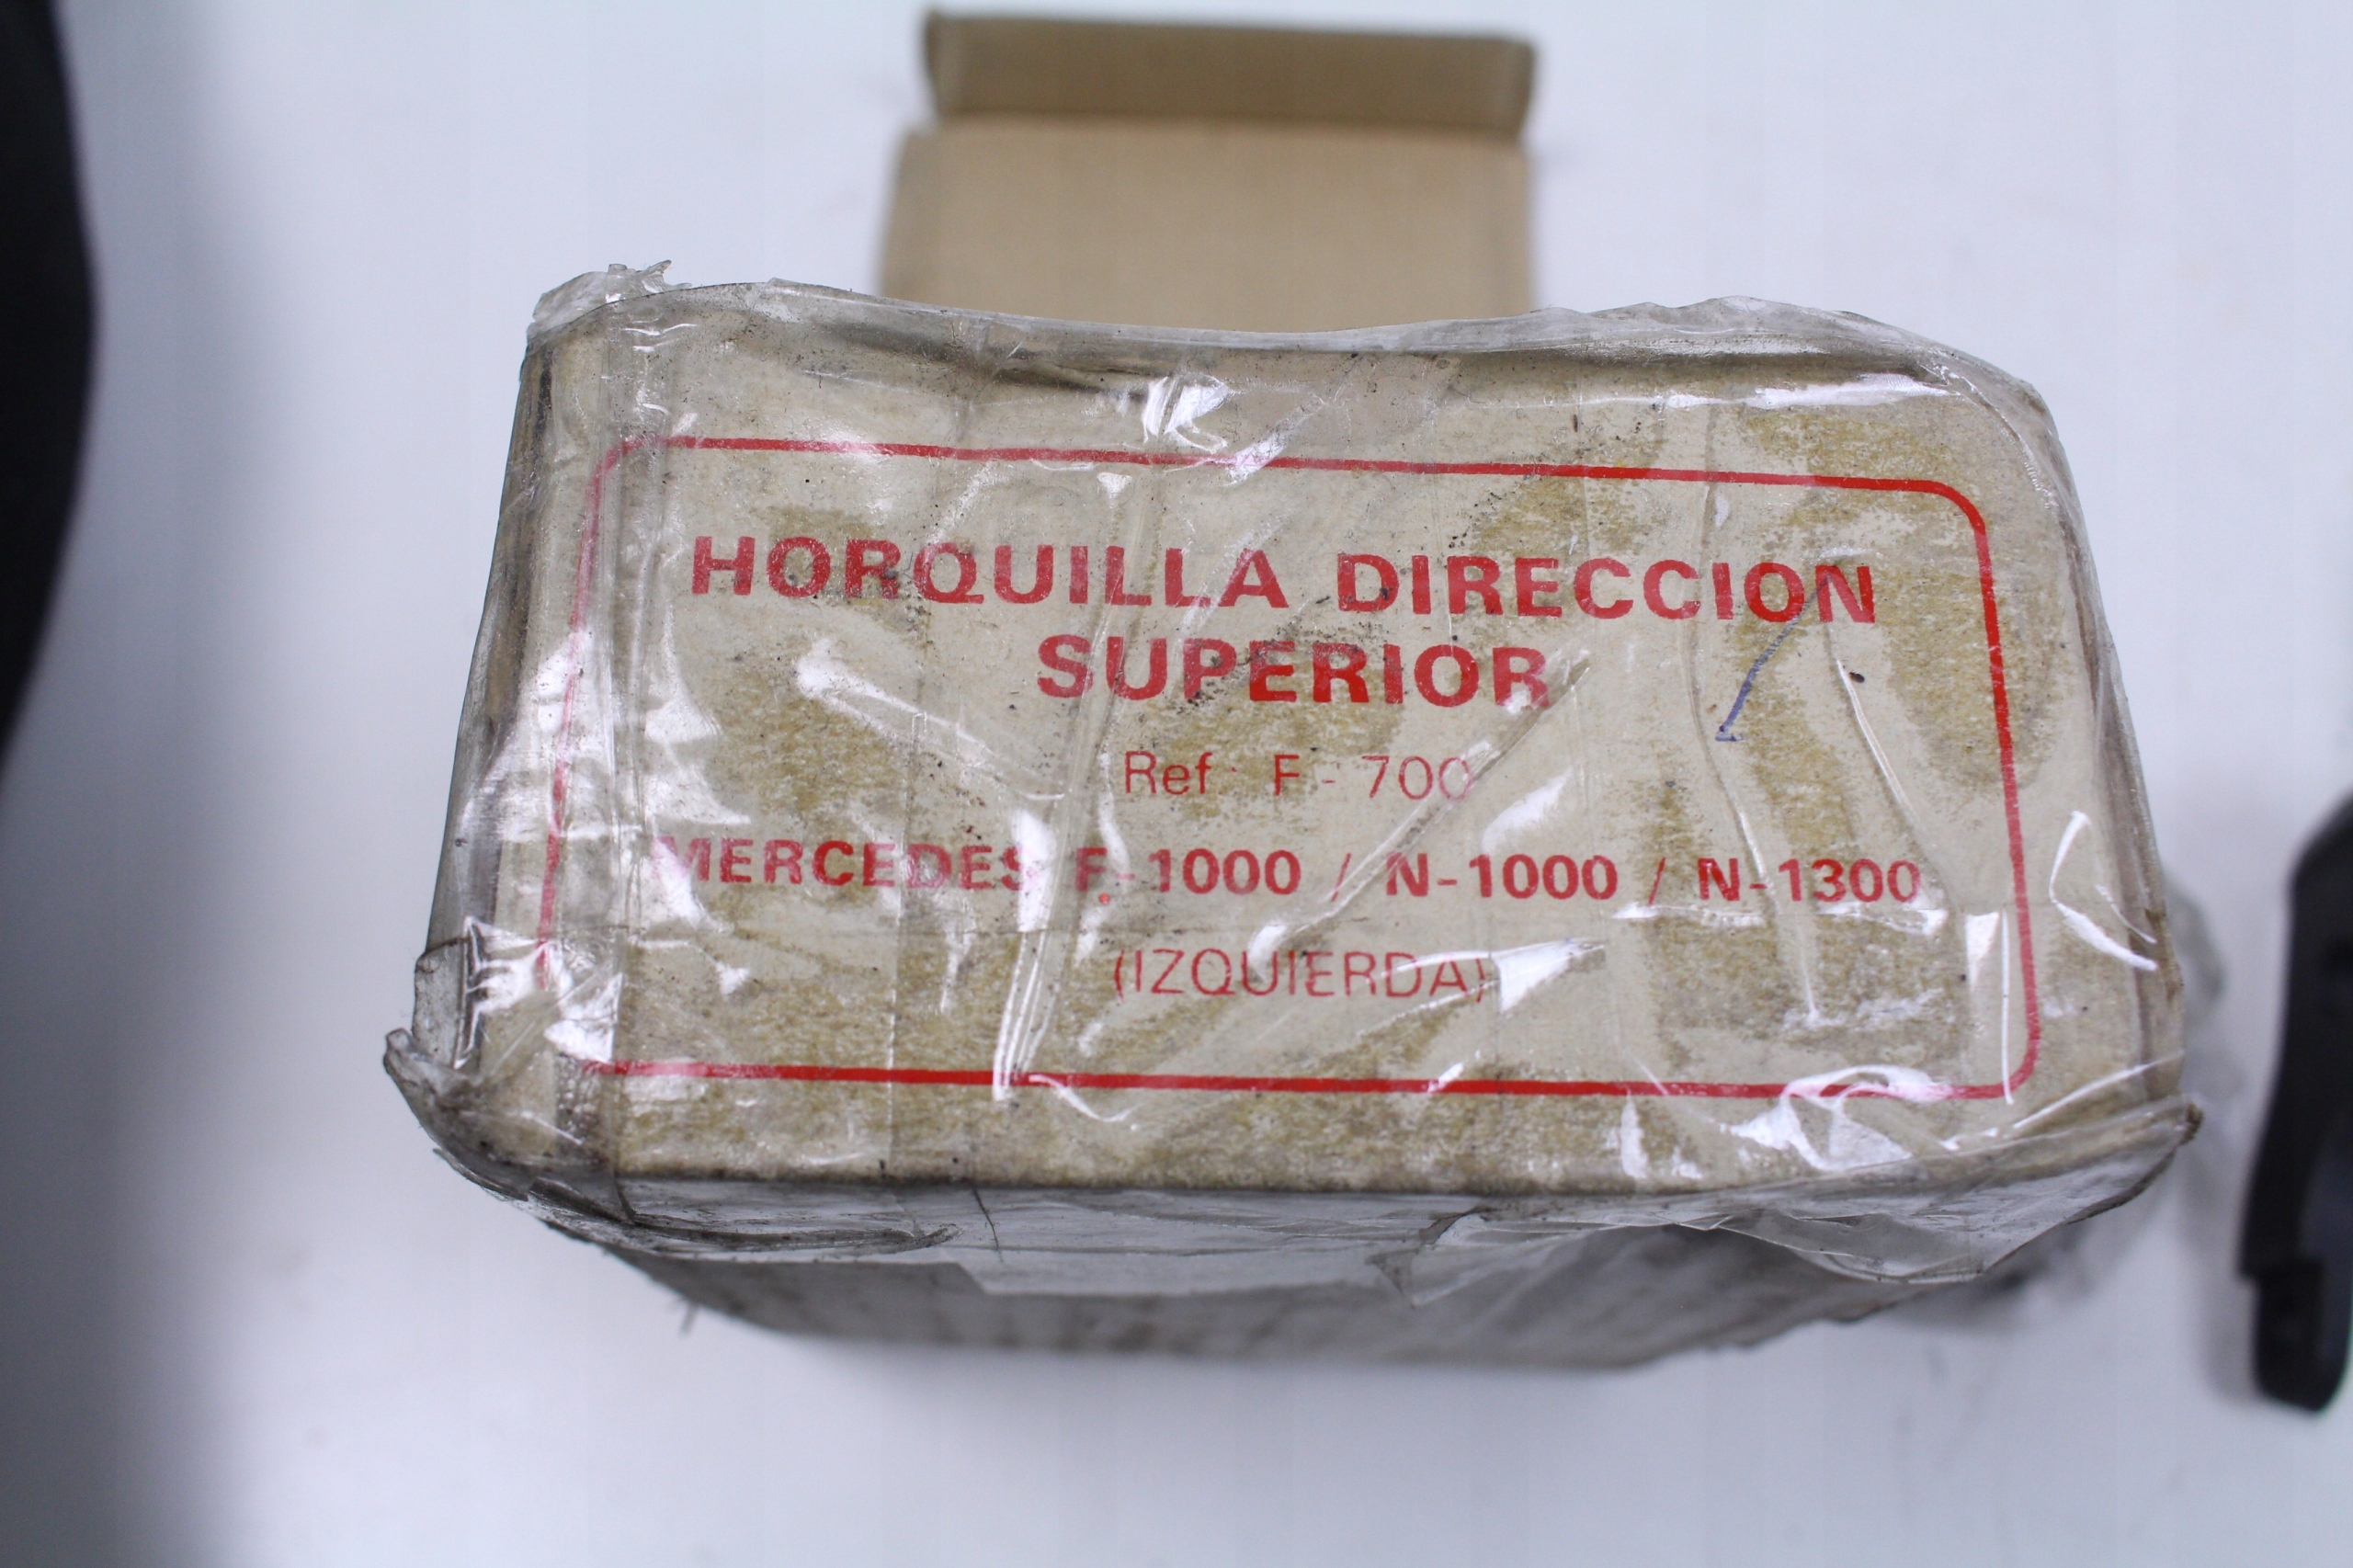 HORQUILLA DIRECCION
SUPERIOR
Ref. F - 700
MERCEDES F-1000 / N-1000 / N-1300
(IZQUIERDA)